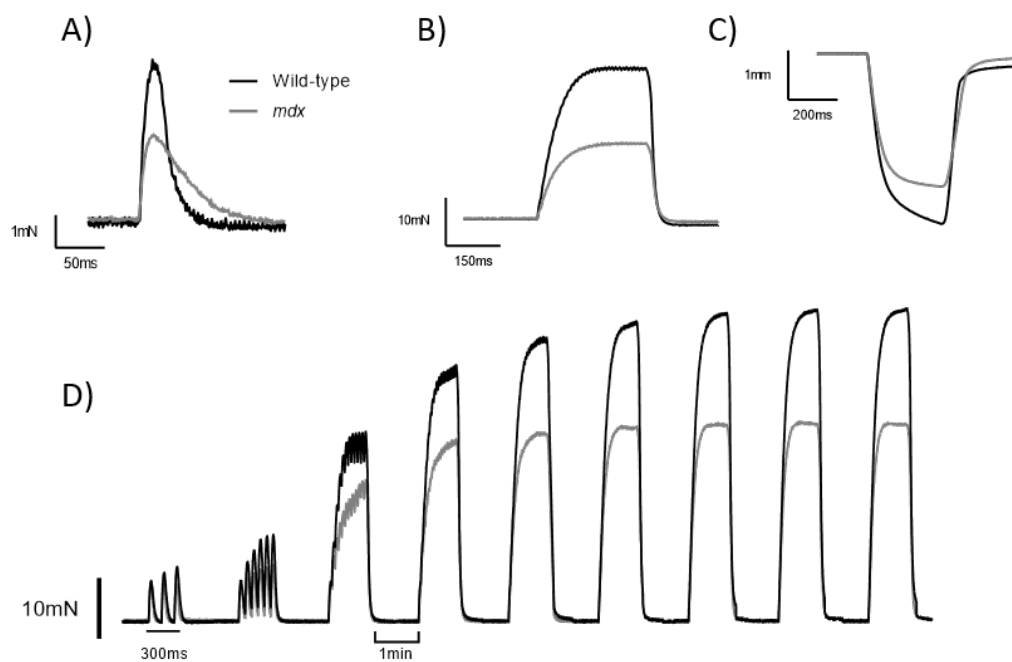 A)
B)
C)
Wild-type
mdx
1mm
200ms
1mN
50ms
10mN
150ms
D)
10mN
300ms
1min